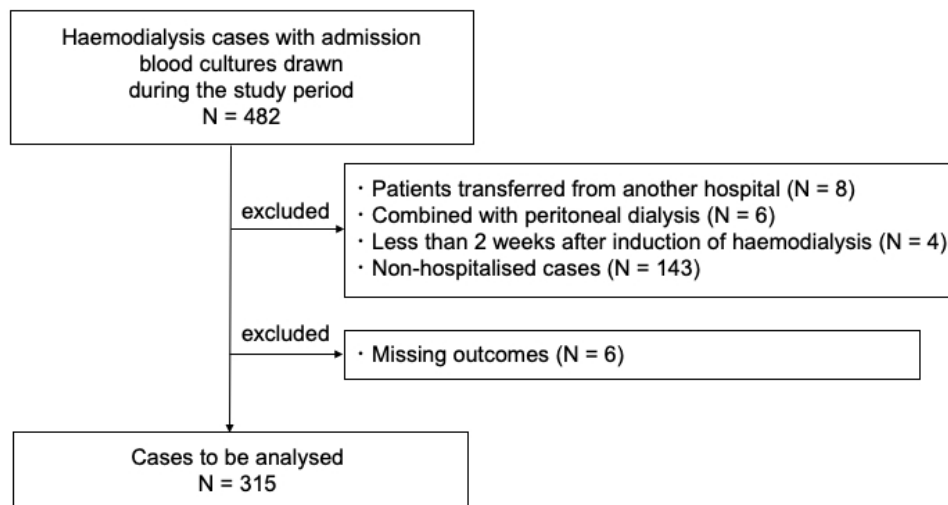 Haemodialysis cases with admission
blood cultures drawn
during the study period
N = 482
excluded
・Patients transferred from another hospital (N = 8)
・Combined with peritoneal dialysis (N = 6)
・Less than 2 weeks after induction of haemodialysis (N = 4)
・Non-hospitalised cases (N = 143)
excluded
・Missing outcomes (N = 6)
Cases to be analysed
N = 315